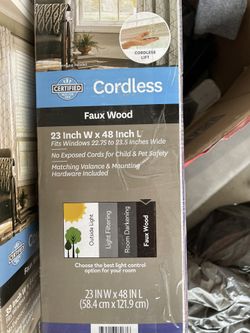 CORDLESS
LIFT
CERTIFIED
Cordless
Faux Wood
23 Inch W x 48 Inch L
Fits Windows 22.75 to 23.5 Inches Wide
No Exposed Cords for Child & Pet Safety
Matching Valance & Mounting
Hardware Included
Outside Light
Light Filtering
Room Darkening
Faux Wood
Choose the best light control
option for your room
23 IN W x 48 IN L
(58.4 cm x 121.9 cm)